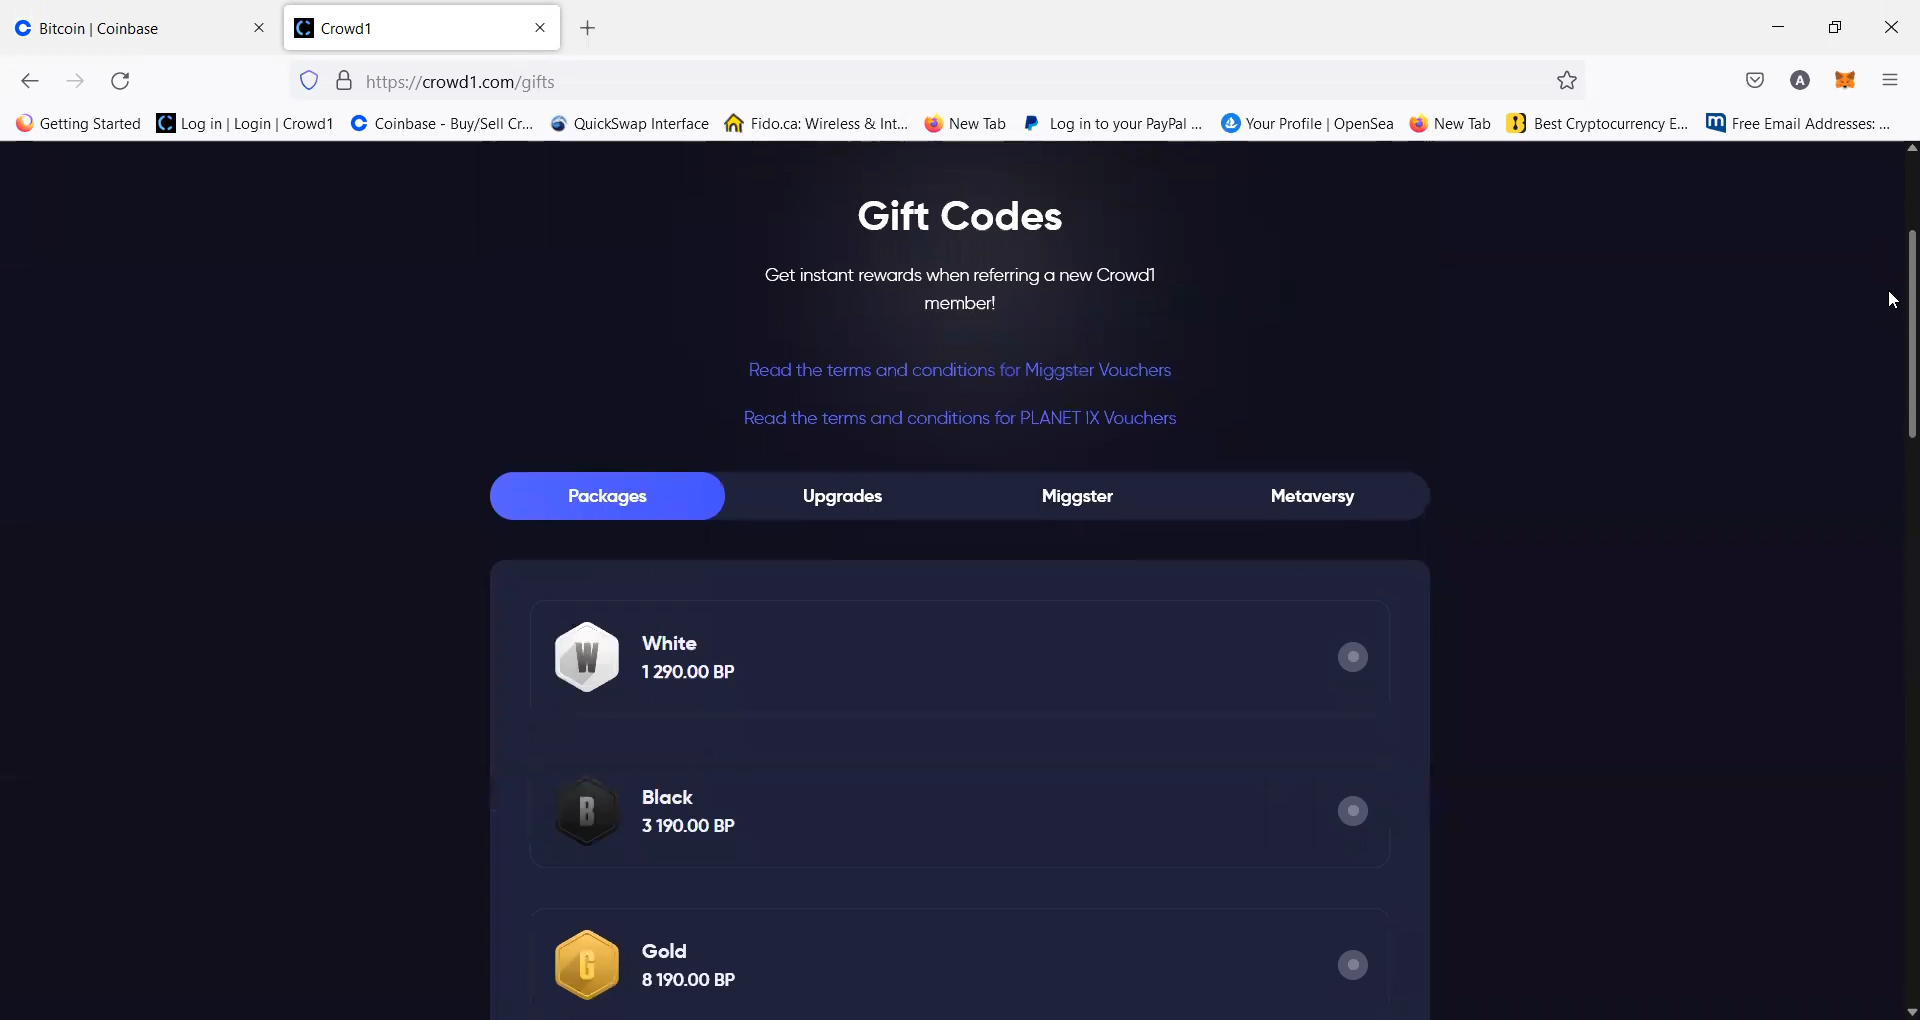 Bitcoin | Coinbase
Crowd1
https://crowd1.com/gifts
A
Getting Started
Log in | Login | Crowd1
Coinbase - Buy/Sell Cr...
QuickSwap Interface
Fido.ca: Wireless & Int...
New Tab
Log in to your PayPal ...
Your Profile | OpenSea
New Tab
Best Cryptocurrency E...
Free Email Addresses: ...
Gift Codes
Get instant rewards when referring a new Crowd1
member!
Read the terms and conditions for Miggster Vouchers
Read the terms and conditions for PLANET IX Vouchers
Packages
Upgrades
Miggster
Metaversy
W
White
1 290.00 BP
B
Black
3 190.00 BP
G
Gold
8 190.00 BP